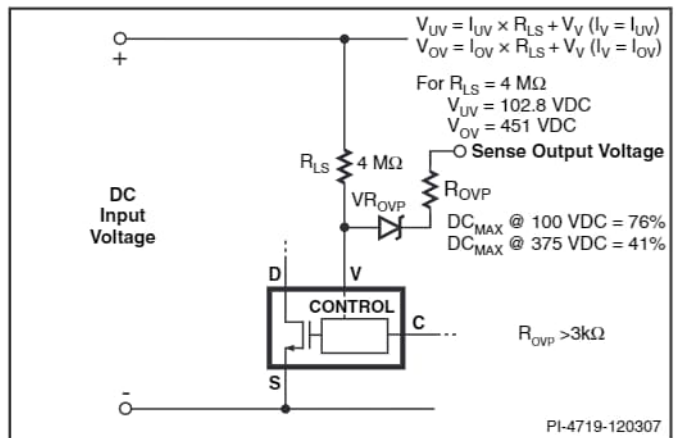 V_UV = I_UV × R_LS + V_V (I_V = I_UV)
V_OV = I_OV × R_LS + V_V (I_V = I_OV)
For R_LS = 4 MΩ
V_UV = 102.8 VDC
V_OV = 451 VDC
Sense Output Voltage
+
R_LS
4 MΩ
R_OVP
VR_OVP
DC
Input
Voltage
DC_MAX @ 100 VDC = 76%
DC_MAX @ 375 VDC = 41%
D
V
CONTROL
C
R_OVP >3kΩ
S
-
PI-4719-120307